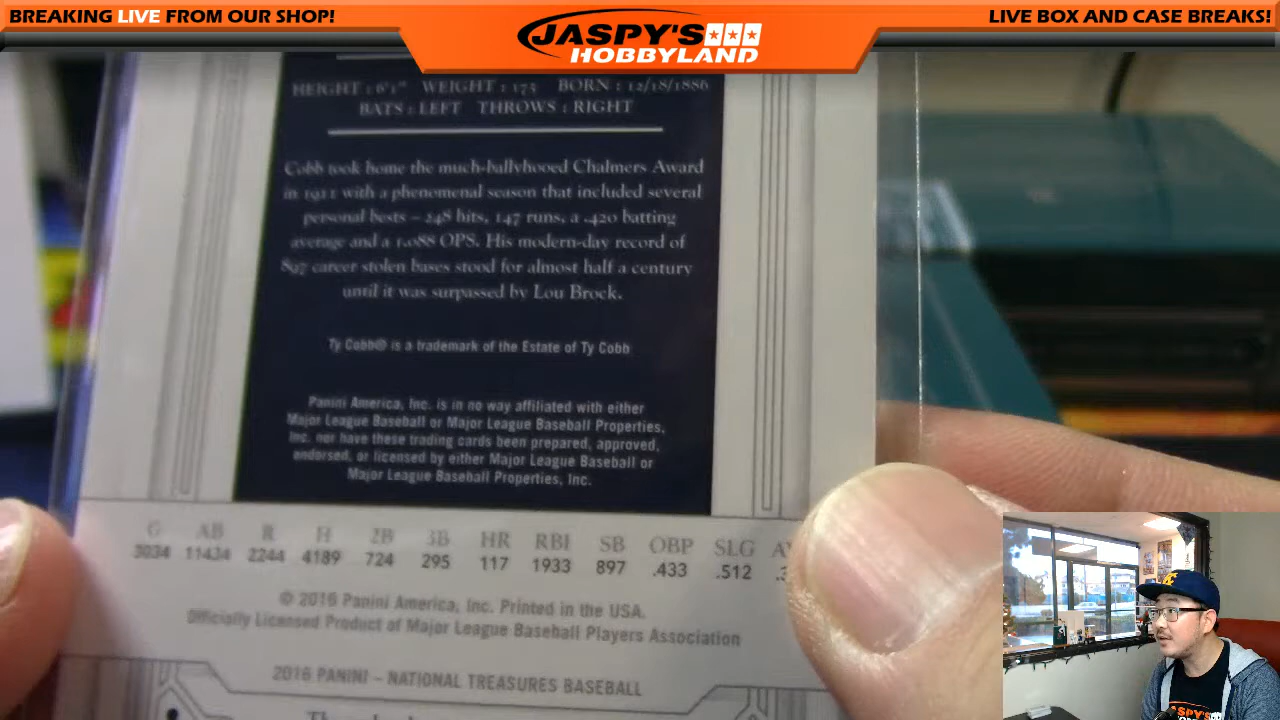 BREAKING LIVE FROM OUR SHOP!
JASPY'S
HOBBYLAND
LIVE BOX AND CASE BREAKS!
HEIGHT : 6'1" WEIGHT : 175 BORN : 12/18/1886
BATS : LEFT THROWS : RIGHT
Cobb took home the much-ballyhooed Chalmers Award
in 1911 with a phenomenal season that included several
personal bests – 248 hits, 147 runs, a .420 batting
average and a 1.088 OPS. His modern-day record of
897 career stolen bases stood for almost half a century
until it was surpassed by Lou Brock.
Ty Cobb® is a trademark of the Estate of Ty Cobb
Panini America, Inc. is in no way affiliated with either
Major League Baseball or Major League Baseball Properties,
Inc. nor have these trading cards been prepared, approved,
endorsed, or licensed by either Major League Baseball or
Major League Baseball Properties, Inc.
G AB R H 2B 3B HR RBI SB OBP SLG
3034 11434 2244 4189 724 295 117 1933 897 .433 .512
© 2016 Panini America, Inc. Printed in the USA.
Officially Licensed Product of Major League Baseball Players Association
2016 PANINI – NATIONAL TREASURES BASEBALL